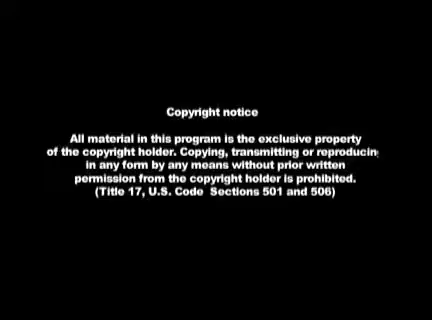 Copyright notice
All material in this program is the exclusive property
of the copyright holder. Copying, transmitting or reproducin
in any form by any means without prior written
permission from the copyright holder is prohibited.
(Title 17, U.S. Code Sections 501 and 506)